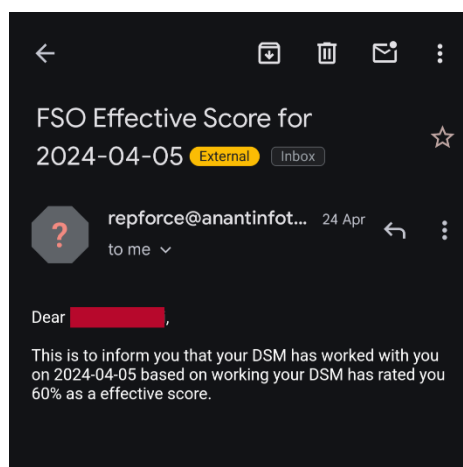 FSO Effective Score for
2024-04-05 External Inbox
repforce@anantinfot... 24 Apr
?
to me
Dear ,
This is to inform you that your DSM has worked with you
on 2024-04-05 based on working your DSM has rated you
60% as a effective score.